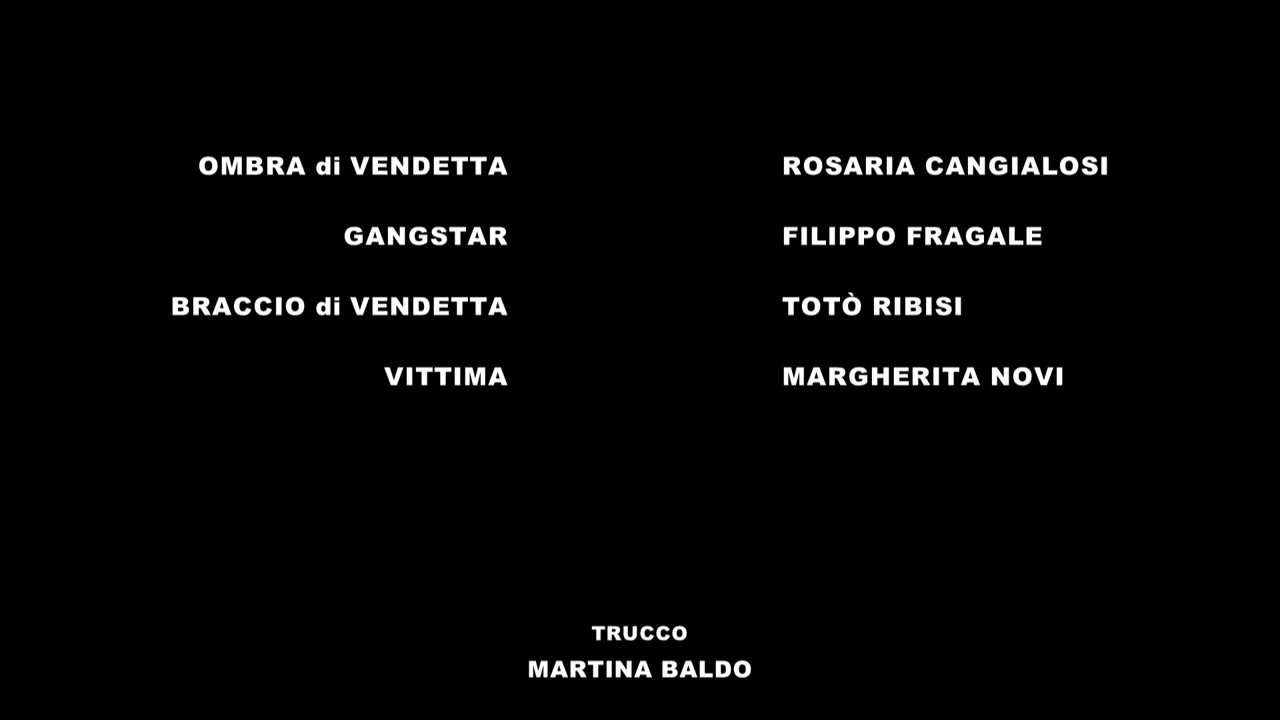 OMBRA di VENDETTA ROSARIA CANGIALOSI
GANGSTAR FILIPPO FRAGALE
BRACCIO di VENDETTA TOTÒ RIBISI
VITTIMA MARGHERITA NOVI
TRUCCO
MARTINA BALDO